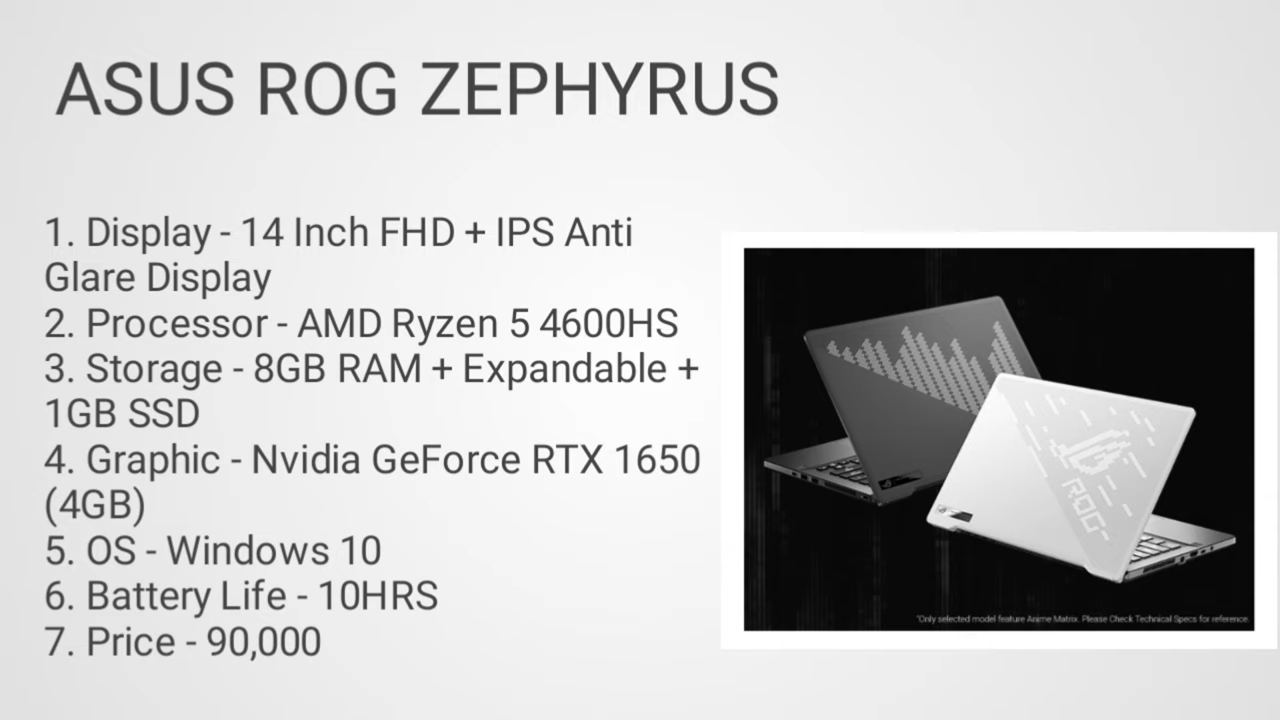 ASUS ROG ZEPHYRUS
1. Display - 14 Inch FHD + IPS Anti
Glare Display
2. Processor - AMD Ryzen 5 4600HS
3. Storage - 8GB RAM + Expandable +
1GB SSD
4. Graphic - Nvidia GeForce RTX 1650
(4GB)
5. OS - Windows 10
6. Battery Life - 10HRS
7. Price - 90,000
ROG
*Only selected model feature Anime Matrix. Please Check Technical Specs for reference.